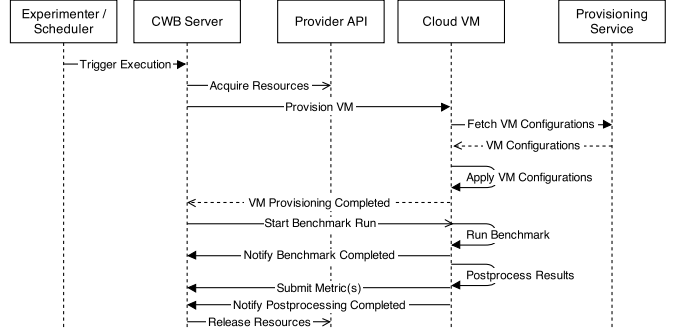 Experimenter /
Scheduler
CWB Server
Provider API
Cloud VM
Provisioning
Service
Trigger Execution
Acquire Resources
Provision VM
Fetch VM Configurations
VM Configurations
Apply VM Configurations
VM Provisioning Completed
Start Benchmark Run
Run Benchmark
Notify Benchmark Completed
Postprocess Results
Submit Metric(s)
Notify Postprocessing Completed
Release Resources